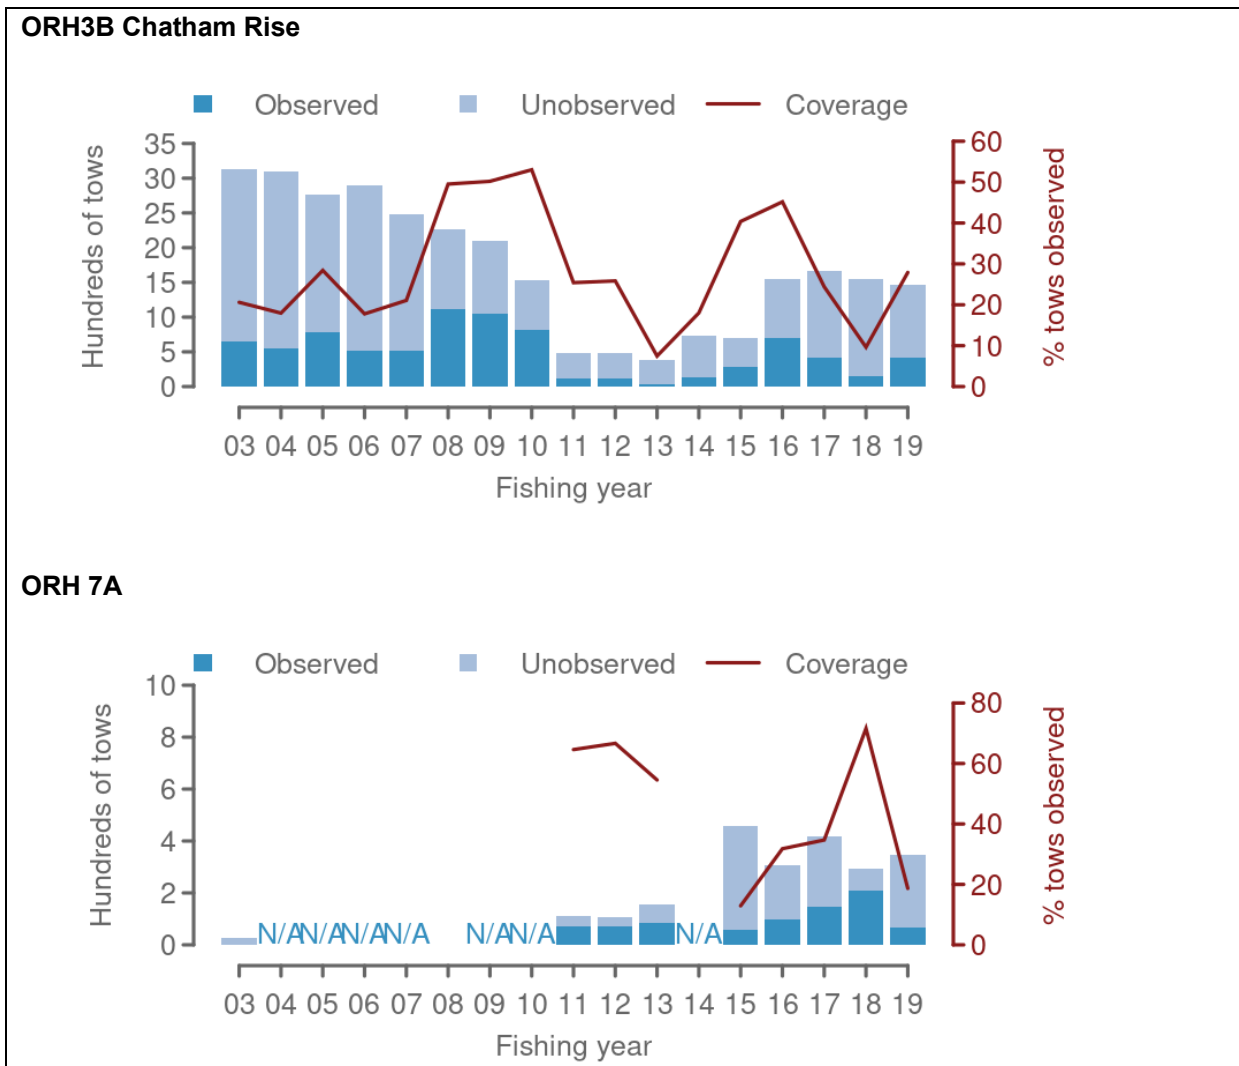 ORH3B Chatham Rise
Observed Unobserved Coverage
Hundreds of tows
35
30
25
20
15
10
5
0
60
50
40
30
20
10
0
% tows observed
03 04 05 06 07 08 09 10 11 12 13 14 15 16 17 18 19
Fishing year
ORH 7A
Observed Unobserved Coverage
Hundreds of tows
10
8
6
4
2
0
N/A N/A N/A N/A N/A N/A N/A
80
60
40
20
0
% tows observed
03 04 05 06 07 08 09 10 11 12 13 14 15 16 17 18 19
Fishing year